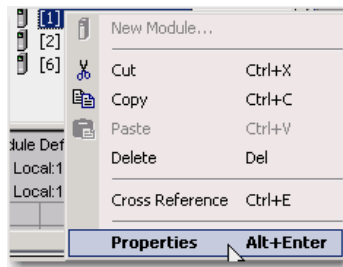 [1]
[2]
[6]
dule Def
Local:1
Local:1
New Module...
Cut Ctrl+X
Copy Ctrl+C
Paste Ctrl+V
Delete Del
Cross Reference Ctrl+E
Properties Alt+Enter